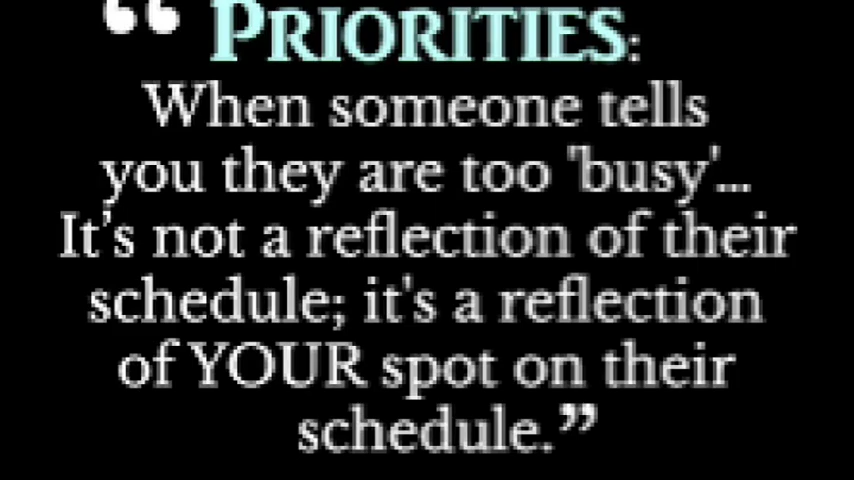 “ PRIORITIES:
When someone tells
you they are too 'busy'...
It's not a reflection of their
schedule; it's a reflection
of YOUR spot on their
schedule.”